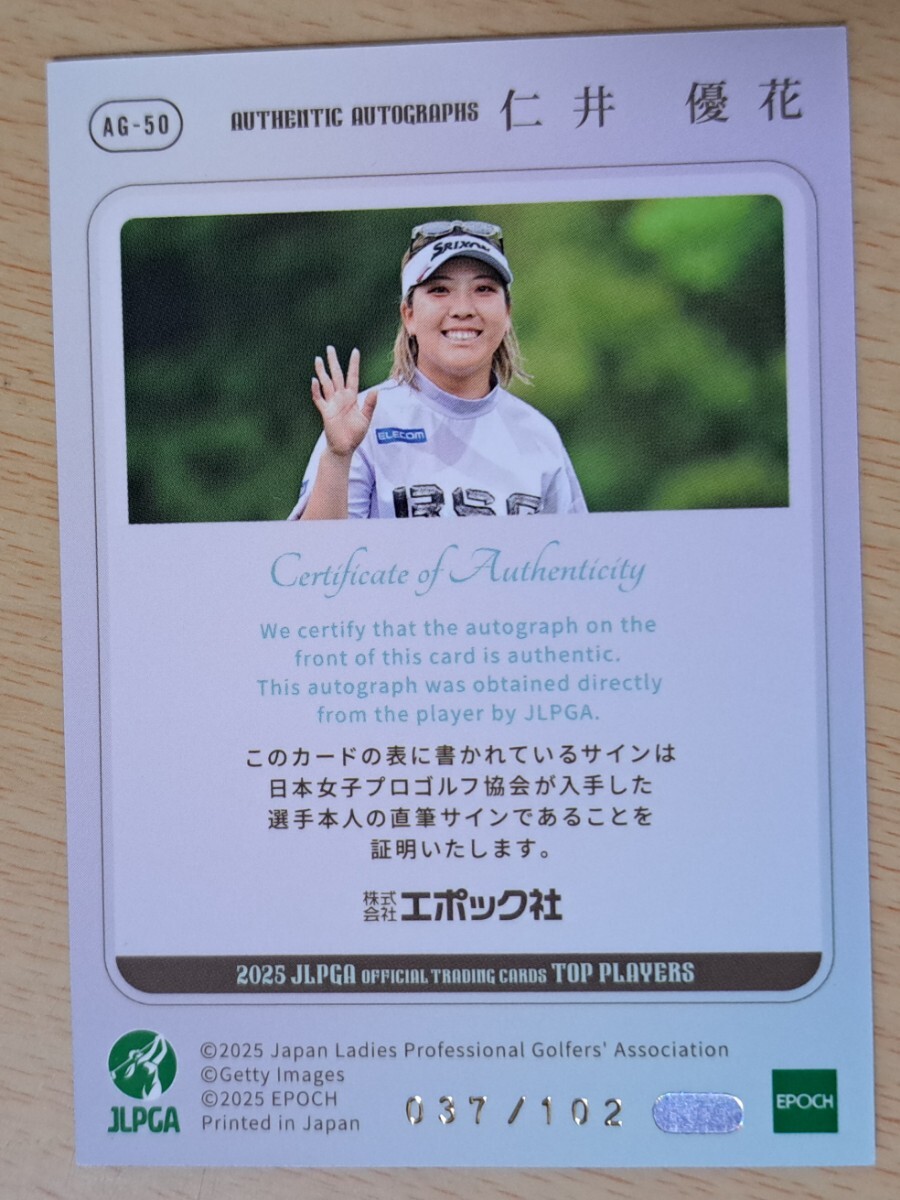 AG-50
AUTHENTIC AUTOGRAPHS 仁井 優花
SRIXON
ELECOM
Certificate of Authenticity
We certify that the autograph on the
front of this card is authentic.
This autograph was obtained directly
from the player by JLPGA.
このカードの表に書かれているサインは
日本女子プロゴルフ協会が入手した
選手本人の直筆サインであることを
証明いたします。
株式会社エポック社
2025 JLPGA OFFICIAL TRADING CARDS TOP PLAYERS
©2025 Japan Ladies Professional Golfers' Association
©Getty Images
©2025 EPOCH
Printed in Japan
037/102
JLPGA
EPOCH